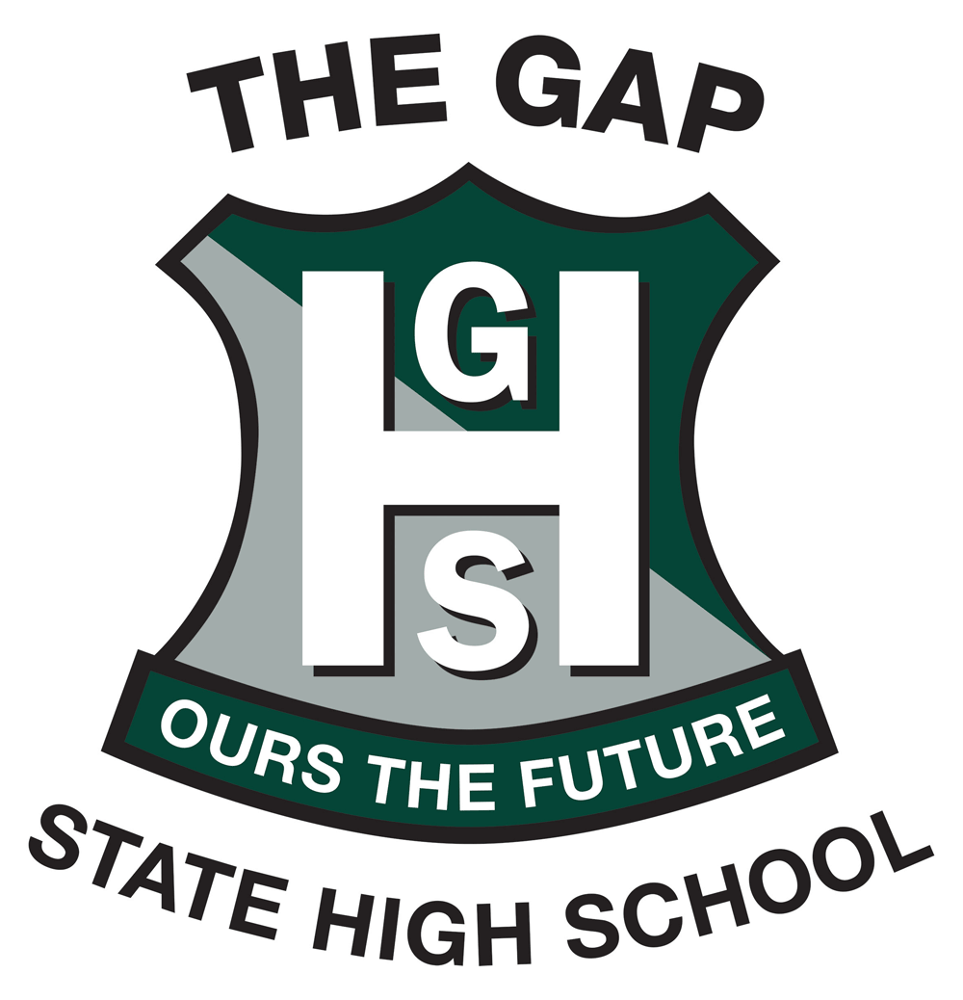 THE GAP
G
H
S
OURS THE FUTURE
STATE HIGH SCHOOL